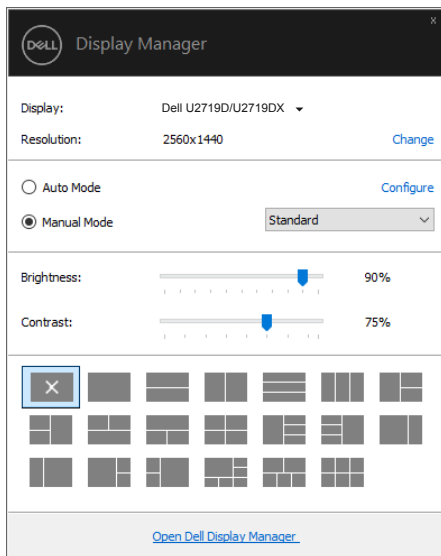 x
DELL Display Manager
Display: Dell U2719D/U2719DX
Resolution: 2560x1440 Change
Auto Mode Configure
Manual Mode Standard
Brightness: 90%
Contrast: 75%
Open Dell Display Manager